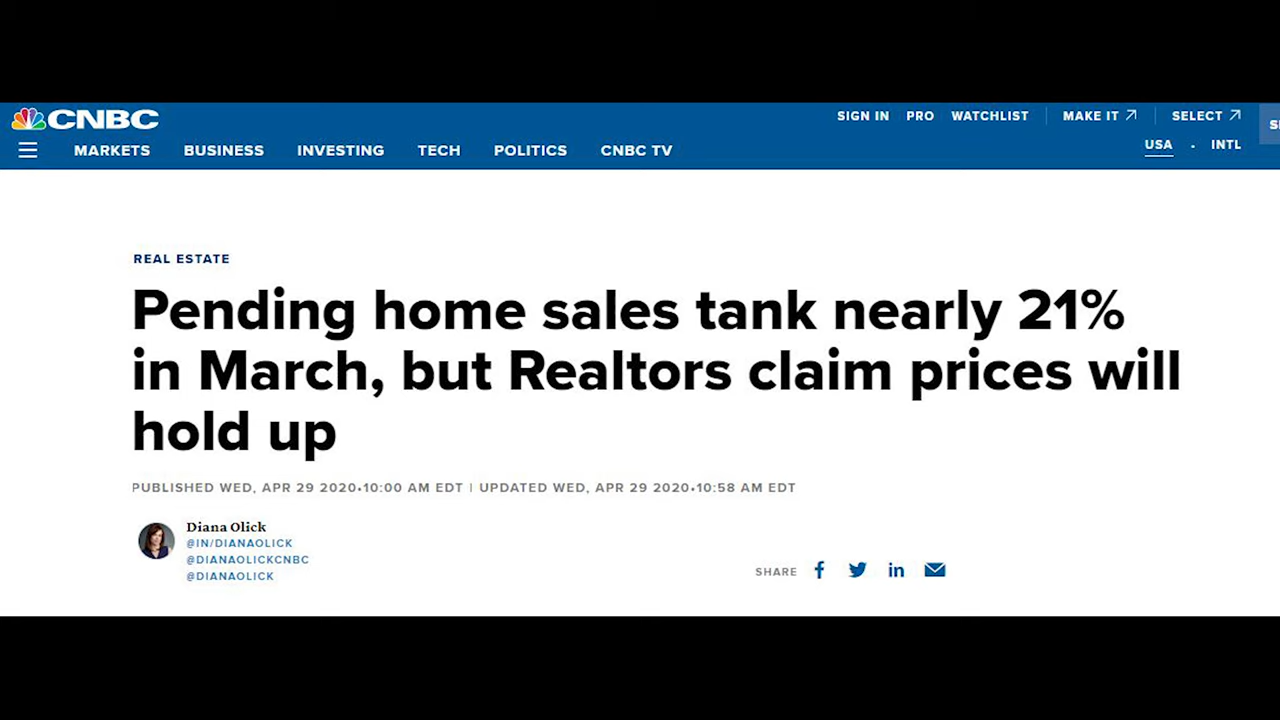 CNBC
SIGN IN PRO WATCHLIST MAKE IT SELECT
MARKETS BUSINESS INVESTING TECH POLITICS CNBC TV
USA · INTL
REAL ESTATE
Pending home sales tank nearly 21%
in March, but Realtors claim prices will
hold up
PUBLISHED WED, APR 29 2020•10:00 AM EDT | UPDATED WED, APR 29 2020•10:58 AM EDT
Diana Olick
@IN/DIANAOLICK
@DIANAOLICKCNBC
@DIANAOLICK
SHARE